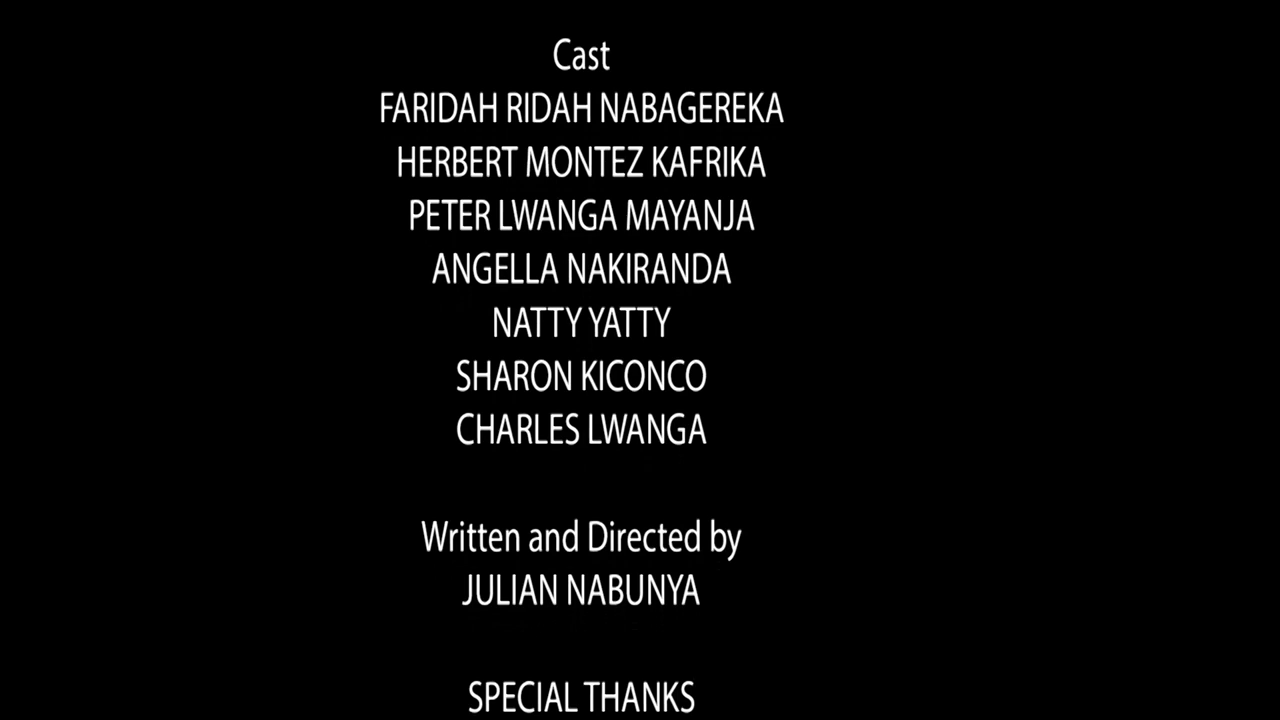 Cast
FARIDAH RIDAH NABAGEREKA
HERBERT MONTEZ KAFRIKA
PETER LWANGA MAYANJA
ANGELLA NAKIRANDA
NATTY YATTY
SHARON KICONCO
CHARLES LWANGA
Written and Directed by
JULIAN NABUNYA
SPECIAL THANKS